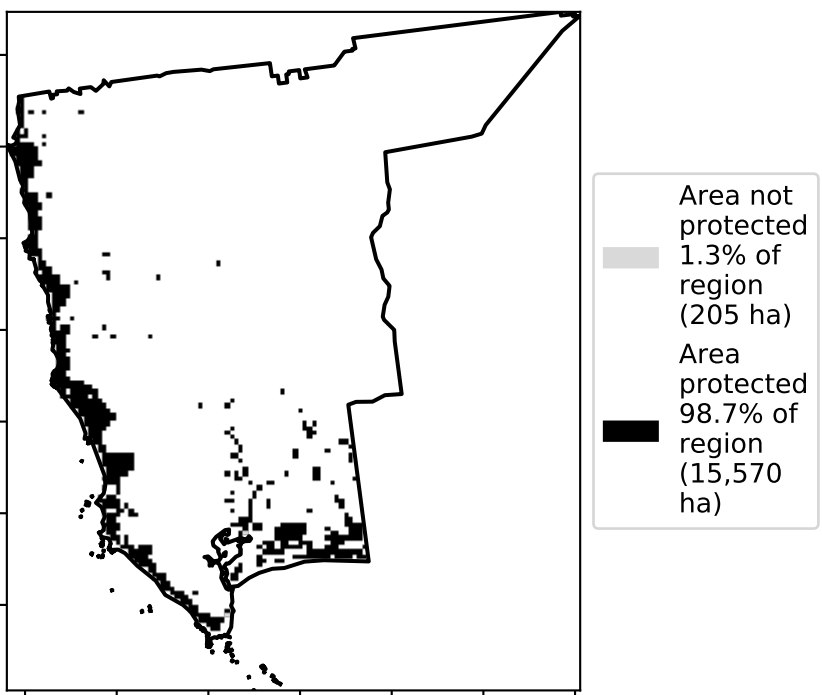 Area not
protected
1.3% of
region
(205 ha)
Area
protected
98.7% of
region
(15,570
ha)